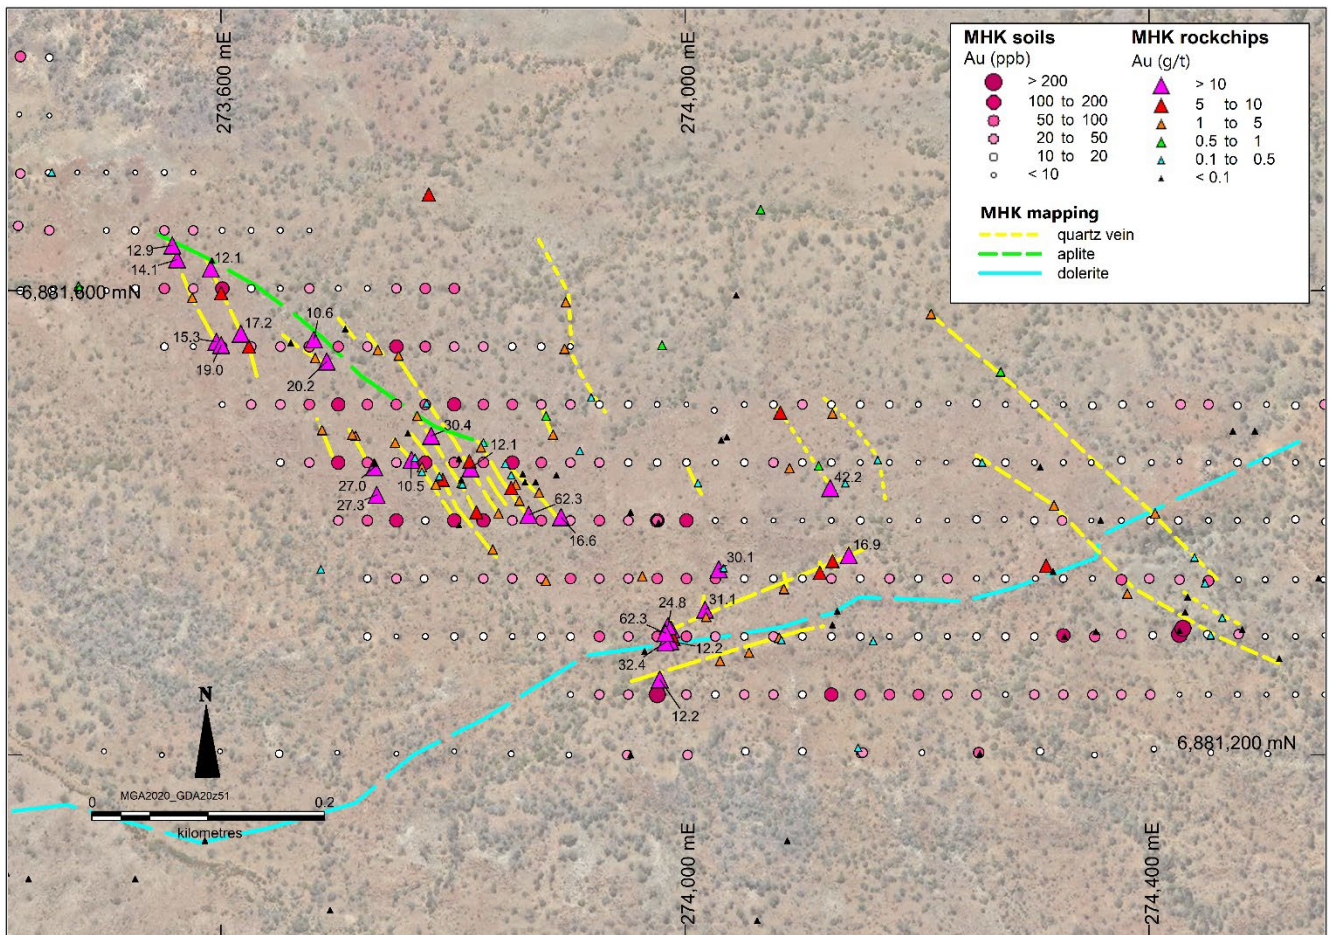 273,600 mE
274,000 mE
MHK soils
Au (ppb)
> 200
100 to 200
50 to 100
20 to 50
10 to 20
< 10
MHK rockchips
Au (g/t)
> 10
5 to 10
1 to 5
0.5 to 1
0.1 to 0.5
< 0.1
MHK mapping
quartz vein
aplite
dolerite
12.9
12.1
14.1
6,881,600 mN
17.2
10.6
15.3
19.0
20.2
30.4
12.1
27.0
10.5
27.3
62.3
16.6
42.2
16.9
30.1
31.1
24.8
62.3
12.2
32.4
12.2
N
6,881,200 mN
MGA2020_GDA20z51
0
0.2
kilometres
274,000 mE
274,400 mE